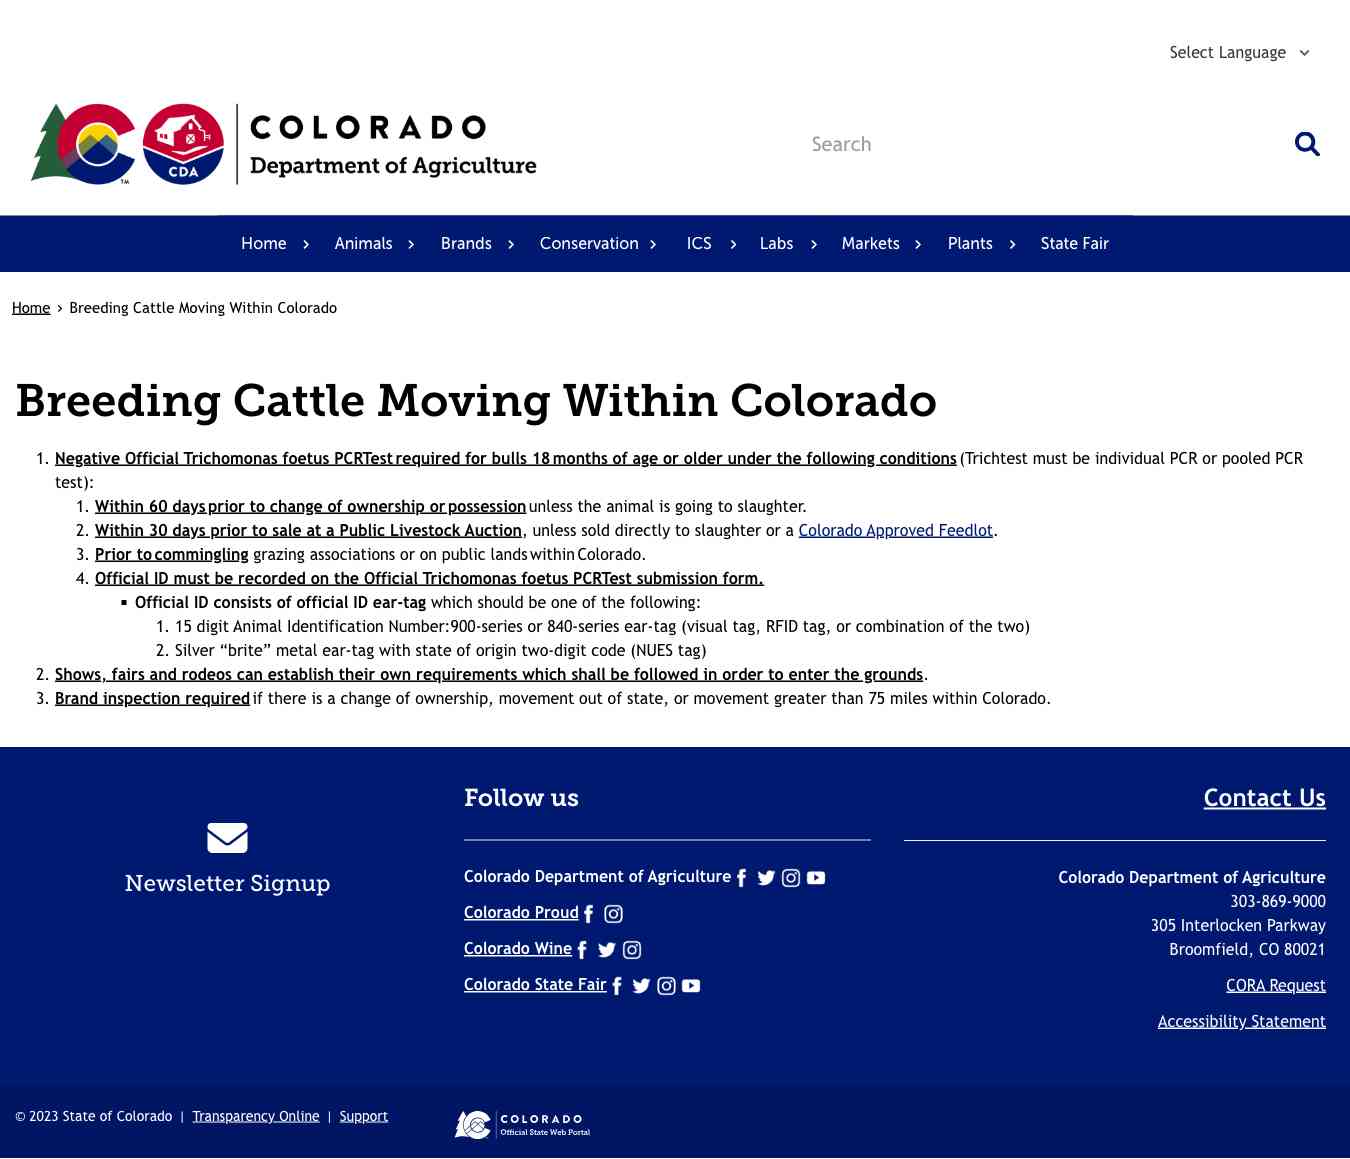 Select Language
CDA
TM
COLORADO
Department of Agriculture
Search
Home Animals Brands Conservation ICS Labs Markets Plants State Fair
Home › Breeding Cattle Moving Within Colorado
Breeding Cattle Moving Within Colorado
1. Negative Official Trichomonas foetus PCRTest required for bulls 18 months of age or older under the following conditions (Trichtest must be individual PCR or pooled PCR
test):
1. Within 60 days prior to change of ownership or possession unless the animal is going to slaughter.
2. Within 30 days prior to sale at a Public Livestock Auction, unless sold directly to slaughter or a Colorado Approved Feedlot.
3. Prior to commingling grazing associations or on public lands within Colorado.
4. Official ID must be recorded on the Official Trichomonas foetus PCRTest submission form.
▪ Official ID consists of official ID ear-tag which should be one of the following:
1. 15 digit Animal Identification Number:900-series or 840-series ear-tag (visual tag, RFID tag, or combination of the two)
2. Silver “brite” metal ear-tag with state of origin two-digit code (NUES tag)
2. Shows, fairs and rodeos can establish their own requirements which shall be followed in order to enter the grounds.
3. Brand inspection required if there is a change of ownership, movement out of state, or movement greater than 75 miles within Colorado.
Newsletter Signup
Follow us
Colorado Department of Agriculture
Colorado Proud
Colorado Wine
Colorado State Fair
Contact Us
Colorado Department of Agriculture
303-869-9000
305 Interlocken Parkway
Broomfield, CO 80021
CORA Request
Accessibility Statement
© 2023 State of Colorado | Transparency Online | Support
COLORADO
Official State Web Portal